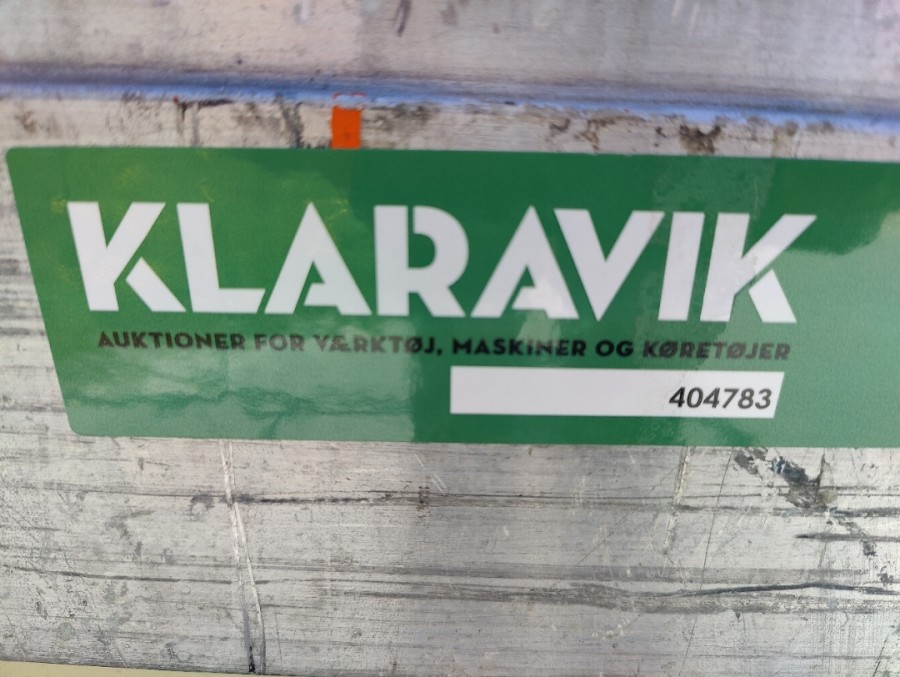 KLARAVIK
AUKTIONER FOR VÆRKTØJ, MASKINER OG KØRETØJER
404783